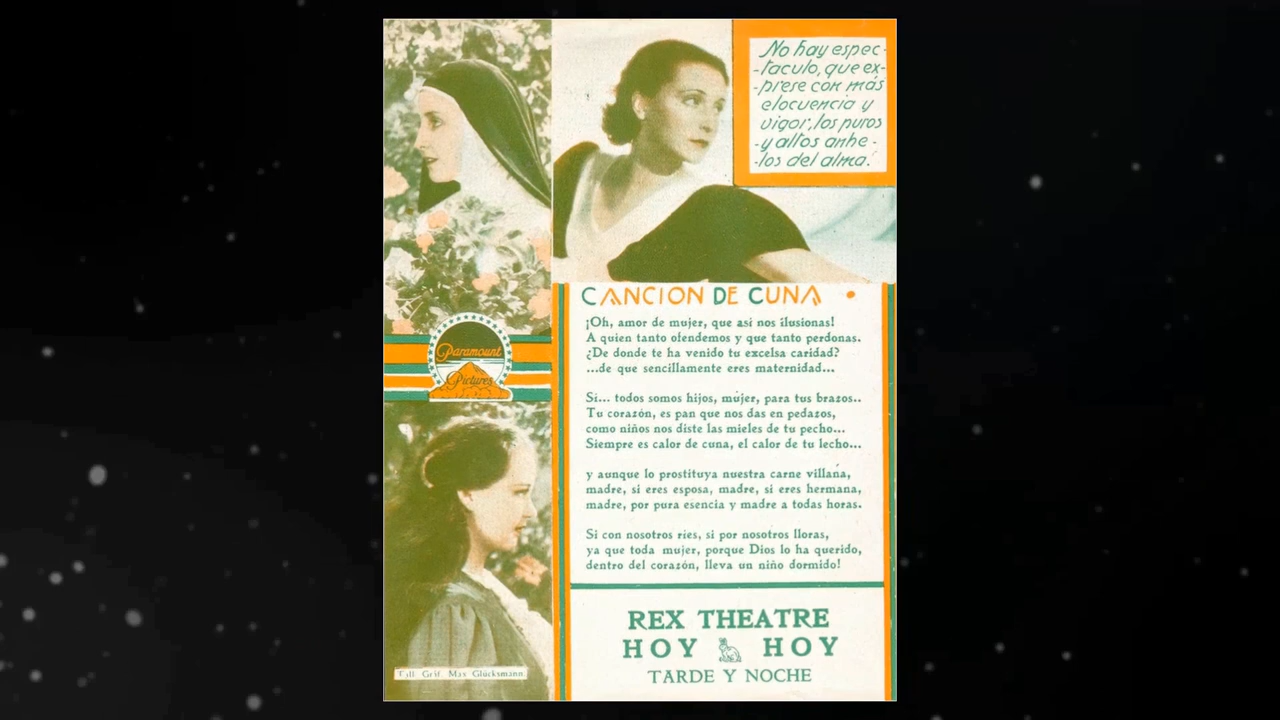 No hay espec-
-taculo, que ex-
-prese con más
elocuencia y
vigor, los puros
-y altos anhe-
-los del alma.
CANCION DE CUNA
¡Oh, amor de mujer, que asi nos ilusionas!
A quien tanto ofendemos y que tanto perdonas.
¿De donde te ha venido tu excelsa caridad?
...de que sencillamente eres maternidad...
Si... todos somos hijos, mujer, para tus brazos..
Tu corazón, es pan que nos das en pedazos,
como niños nos diste las mieles de tu pecho...
Siempre es calor de cuna, el calor de tu lecho...
y aunque lo prostituya nuestra carne villana,
madre, si eres esposa, madre, si eres hermana,
madre, por pura esencia y madre a todas horas.
Si con nosotros ries, si por nosotros lloras,
ya que toda mujer, porque Dios lo ha querido,
dentro del corazón, lleva un niño dormido!
Paramount
Pictures
REX THEATRE
HOY HOY
TARDE Y NOCHE
Gráf. Max Glücksmann